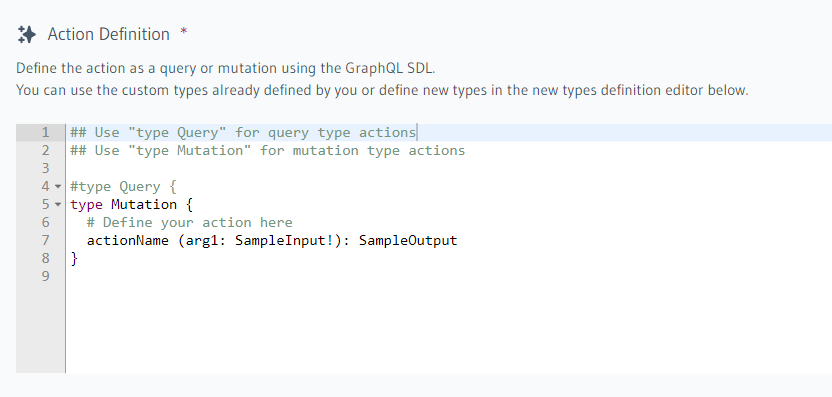 Action Definition *
Define the action as a query or mutation using the GraphQL SDL.
You can use the custom types already defined by you or define new types in the new types definition editor below.
1 ## Use "type Query" for query type actions
2 ## Use "type Mutation" for mutation type actions
3
4 #type Query {
5 type Mutation {
6 # Define your action here
7 actionName (arg1: SampleInput!): SampleOutput
8 }
9